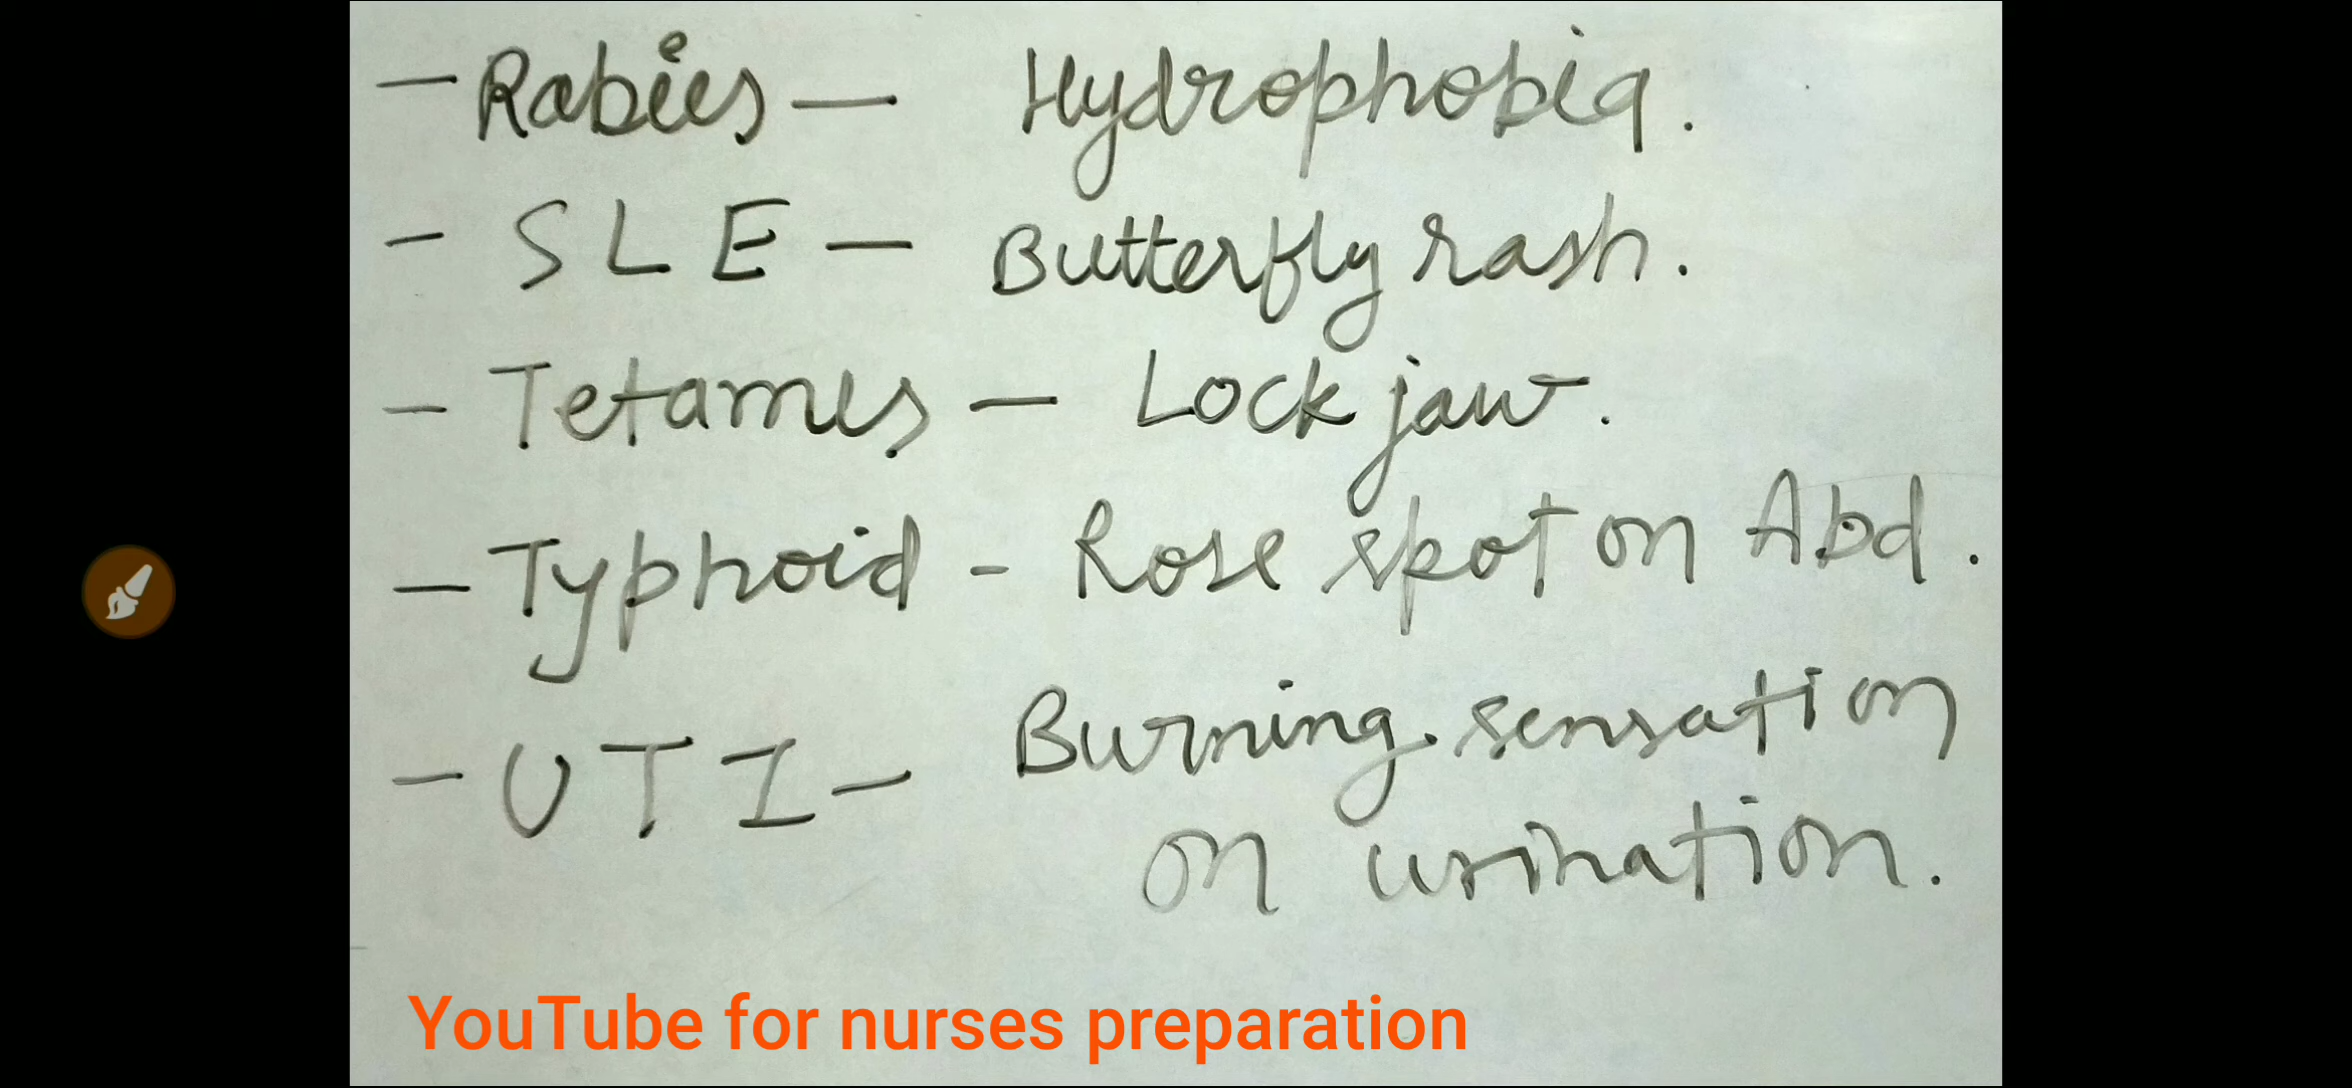 - Rabies - Hydrophobia.
- SLE - Butterfly rash.
- Tetanus - Lock jaw.
- Typhoid - Rose spot on Abd.
- UTI - Burning sensation
on urination.
YouTube for nurses preparation